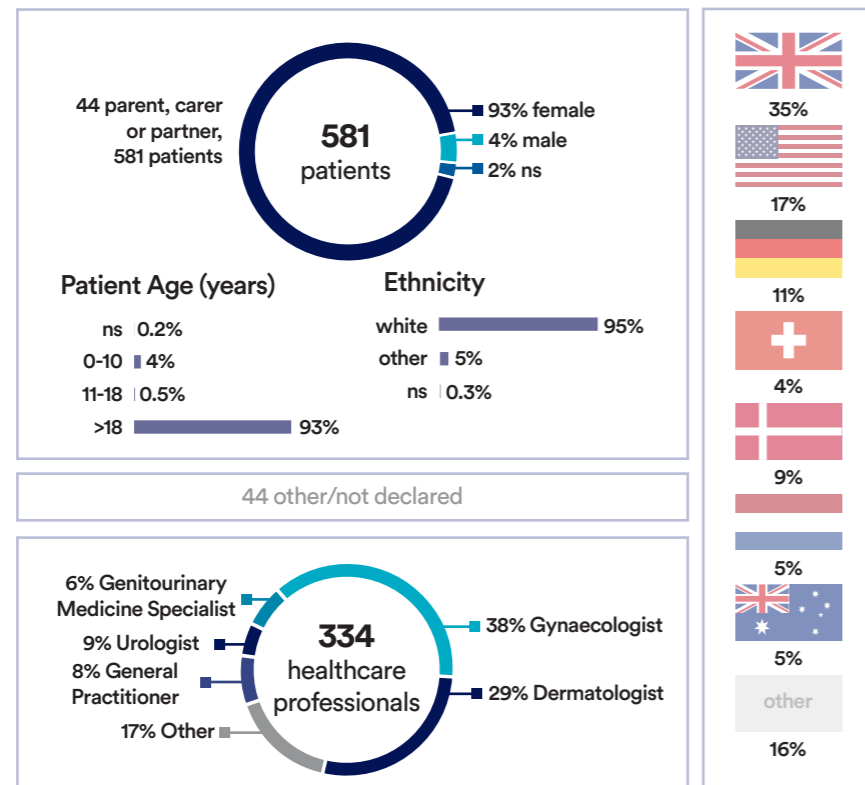 44 parent, carer
or partner,
581 patients
581
patients
93% female
4% male
2% ns
Patient Age (years)
ns 0.2%
0-10 4%
11-18 0.5%
>18 93%
Ethnicity
white 95%
other 5%
ns 0.3%
44 other/not declared
6% Genitourinary
Medicine Specialist
9% Urologist
8% General
Practitioner
17% Other
334
healthcare
professionals
38% Gynaecologist
29% Dermatologist
35%
17%
11%
4%
9%
5%
5%
other
16%